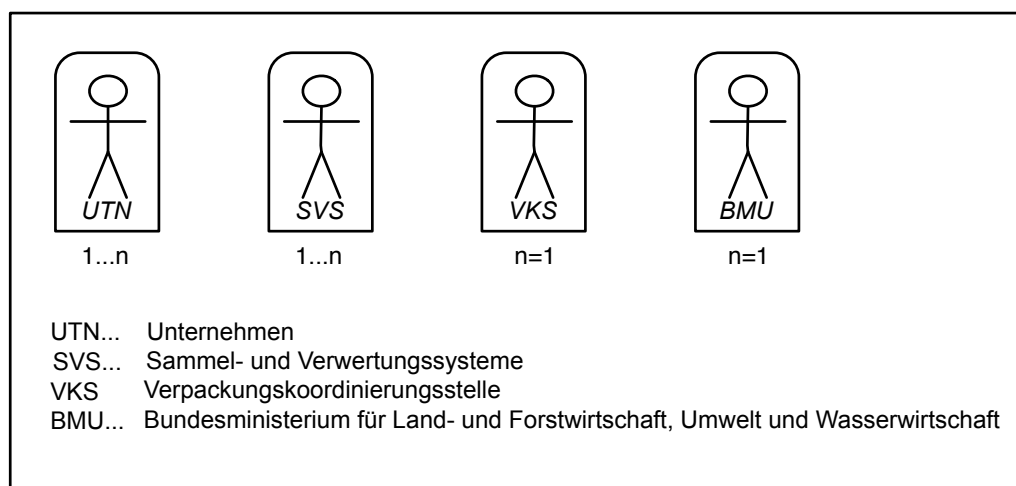 UTN SVS VKS BMU
1...n 1...n n=1 n=1
UTN... Unternehmen
SVS... Sammel- und Verwertungssysteme
VKS Verpackungskoordinierungsstelle
BMU... Bundesministerium für Land- und Forstwirtschaft, Umwelt und Wasserwirtschaft